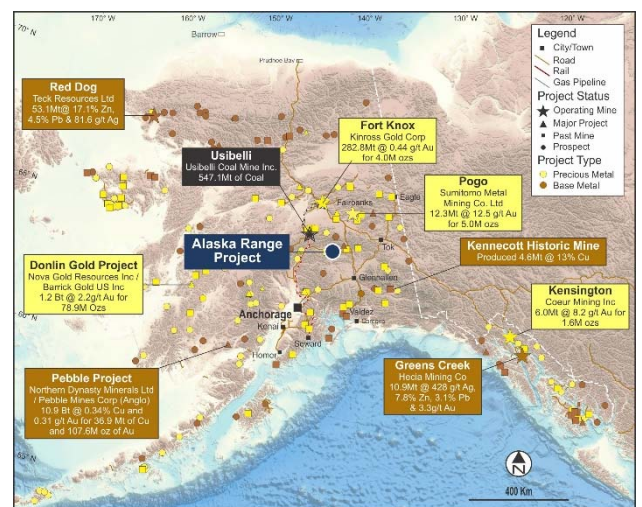 170° W
160° W
150° W
140° W
130° W
120° W
70° N
Barrow
Prudhoe Bay
Legend
City/Town
Road
Rail
Gas Pipeline
Project Status
Operating Mine
Major Project
Past Mine
Prospect
Project Type
Precious Metal
Base Metal
Red Dog
Teck Resources Ltd
53.1Mt@ 17.1% Zn,
4.5% Pb & 81.6 g/t Ag
Fort Knox
Kinross Gold Corp
282.8Mt @ 0.44 g/t Au
for 4.0M ozs
Usibelli
Usibelli Coal Mine Inc.
547.1Mt of Coal
65° N
Pogo
Sumitomo Metal
Mining Co. Ltd
12.3Mt @ 12.5 g/t Au
for 5.0M ozs
Fairbanks
Eagle
Alaska Range
Project
Tok
Kennecott Historic Mine
Produced 4.6Mt @ 13% Cu
Donlin Gold Project
Nova Gold Resources Inc /
Barrick Gold US Inc
1.2 Bt @ 2.2g/t Au for
78.9M Ozs
Glennallen
Kensington
Coeur Mining Inc
6.0Mt @ 8.2 g/t Au for
1.6M ozs
Anchorage
Valdez
Cordova
Kenai
Seward
Homer
60° N
Pebble Project
Northern Dynasty Minerals Ltd
/ Pebble Mines Corp (Anglo)
10.9 Bt @ 0.34% Cu and
0.31 g/t Au for 36.9 Mt of Cu
and 107.6M oz of Au
Greens Creek
Hecla Mining Co
10.9Mt @ 428 g/t Ag,
7.8% Zn, 3.1% Pb
& 3.3g/t Au
55° N
N
400 Km